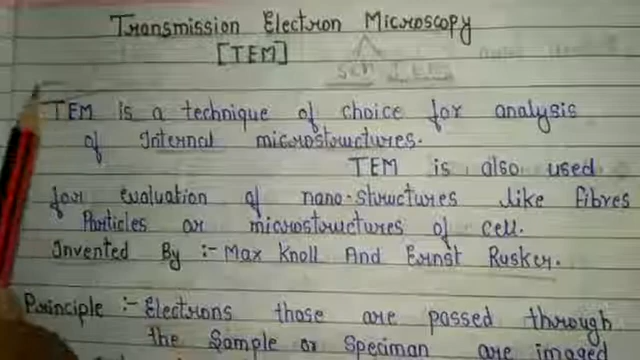 Transmission Electron Microscopy
[TEM]
TEM is a technique of choice for analysis
of Internal microstructures.
TEM is also used
for evaluation of nano-structures like fibres
Particles or microstructures of cell.
Invented By :- Max Knoll And Ernst Rusker.
Principle :- Electrons those are passed through
the Sample or Speciman are imaged